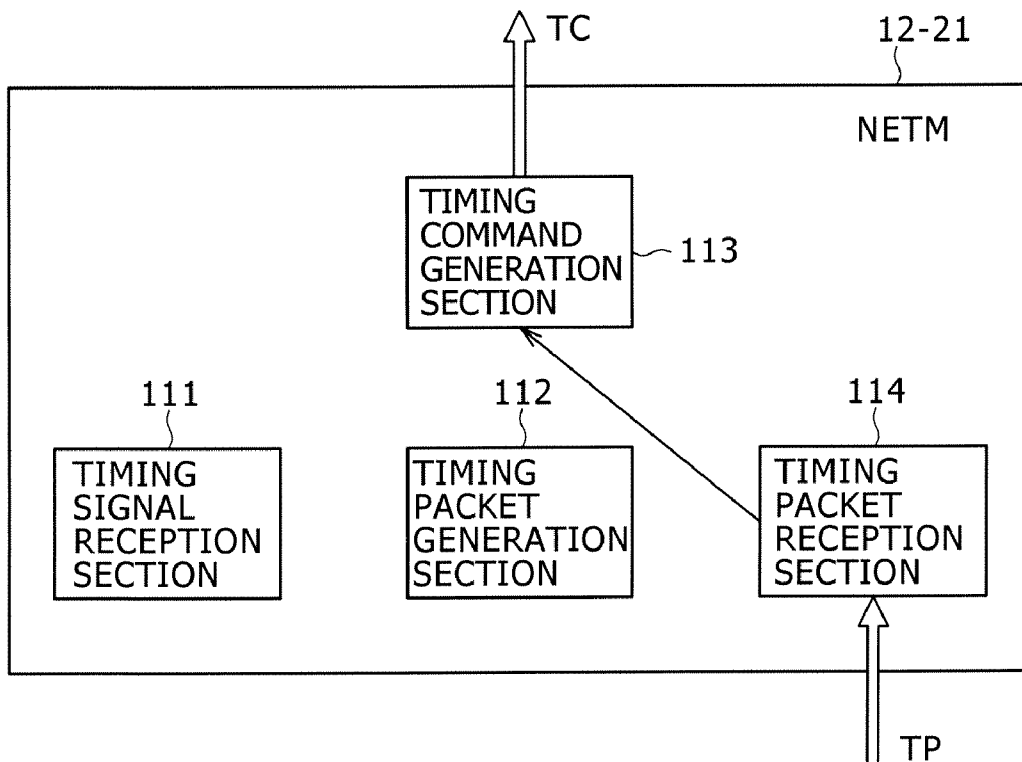 TC
12-21
NETM
TIMING
COMMAND
GENERATION
SECTION
113
111
112
114
TIMING
SIGNAL
RECEPTION
SECTION
TIMING
PACKET
GENERATION
SECTION
TIMING
PACKET
RECEPTION
SECTION
TP